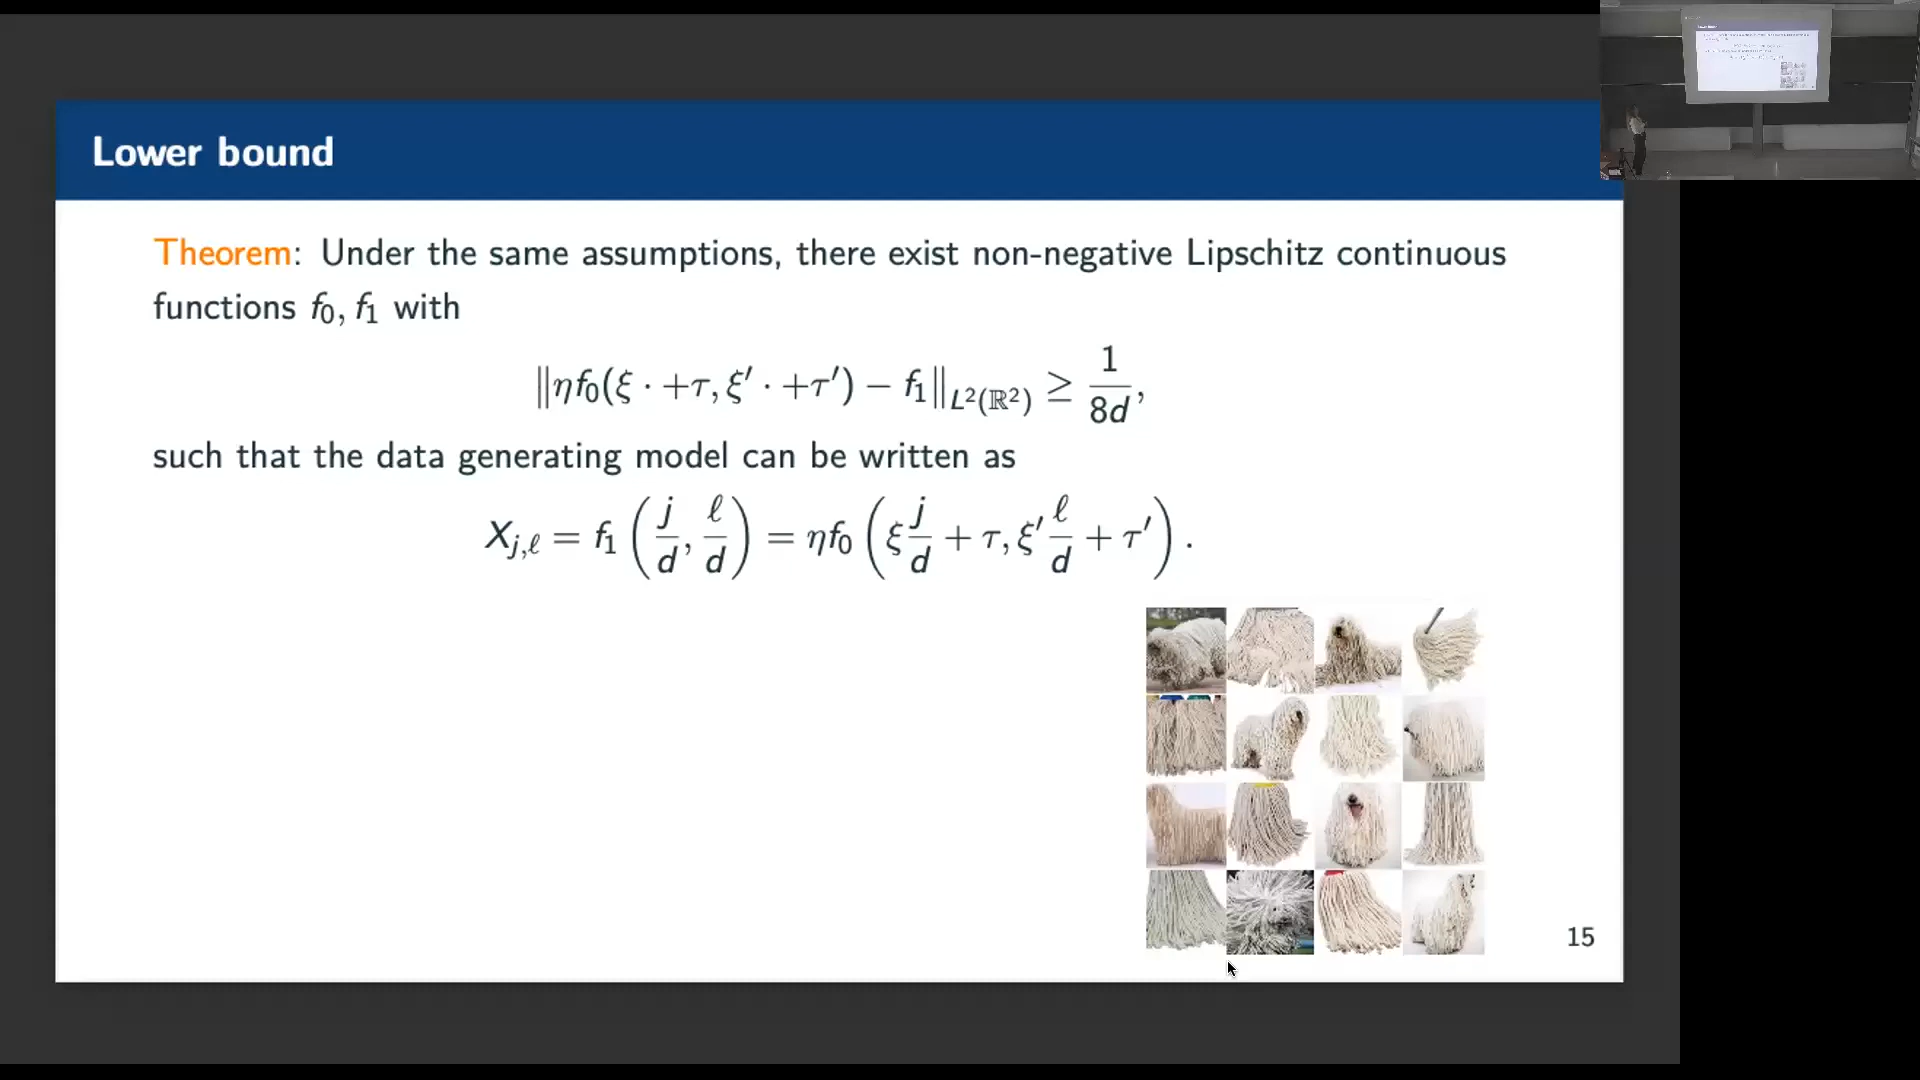 Lower bound
Theorem: Under the same assumptions, there exist non-negative Lipschitz continuous
functions f₀, f₁ with
‖ηf₀(ξ · +τ, ξ′ · +τ′) − f₁‖_{L²(ℝ²)} ≥ 1/(8d),
such that the data generating model can be written as
X_{j,ℓ} = f₁(j/d, ℓ/d) = ηf₀(ξ j/d + τ, ξ′ ℓ/d + τ′).
15